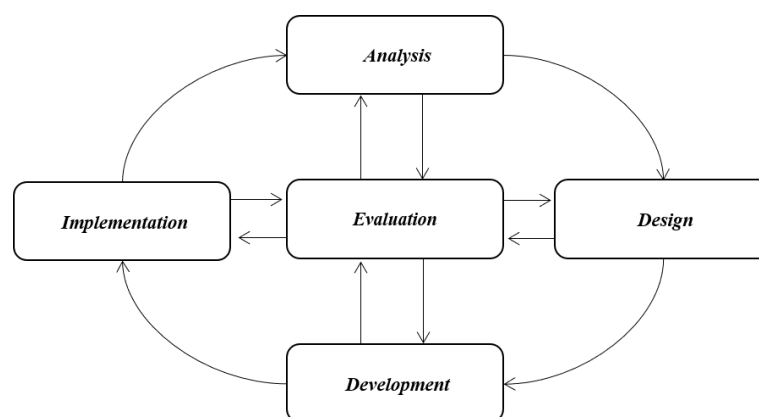 Analysis
Implementation
Evaluation
Design
Development